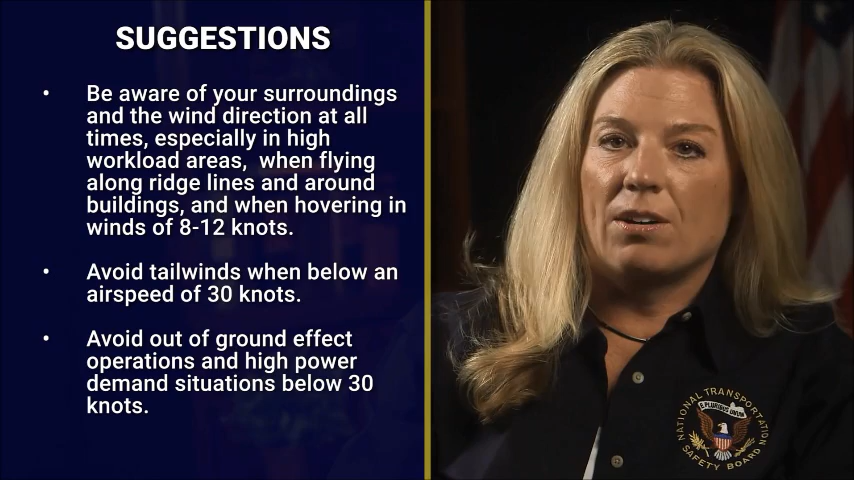 SUGGESTIONS
• Be aware of your surroundings
and the wind direction at all
times, especially in high
workload areas, when flying
along ridge lines and around
buildings, and when hovering in
winds of 8-12 knots.
• Avoid tailwinds when below an
airspeed of 30 knots.
• Avoid out of ground effect
operations and high power
demand situations below 30
knots.
NATIONAL TRANSPORTATION
E PLURIBUS UNUM
SAFETY BOARD